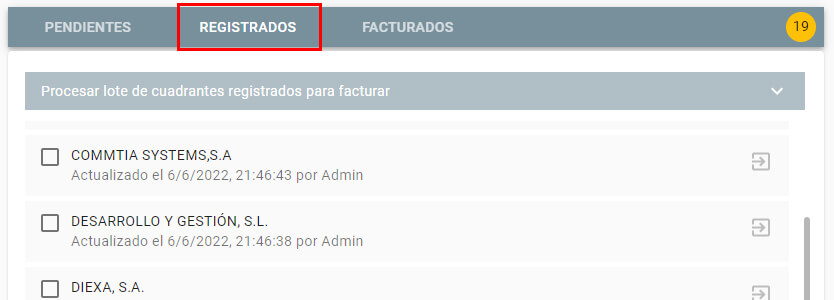 PENDIENTES REGISTRADOS FACTURADOS 19
Procesar lote de cuadrantes registrados para facturar
COMMTIA SYSTEMS,S.A
Actualizado el 6/6/2022, 21:46:43 por Admin
DESARROLLO Y GESTIÓN, S.L.
Actualizado el 6/6/2022, 21:46:38 por Admin
DIEXA, S.A.